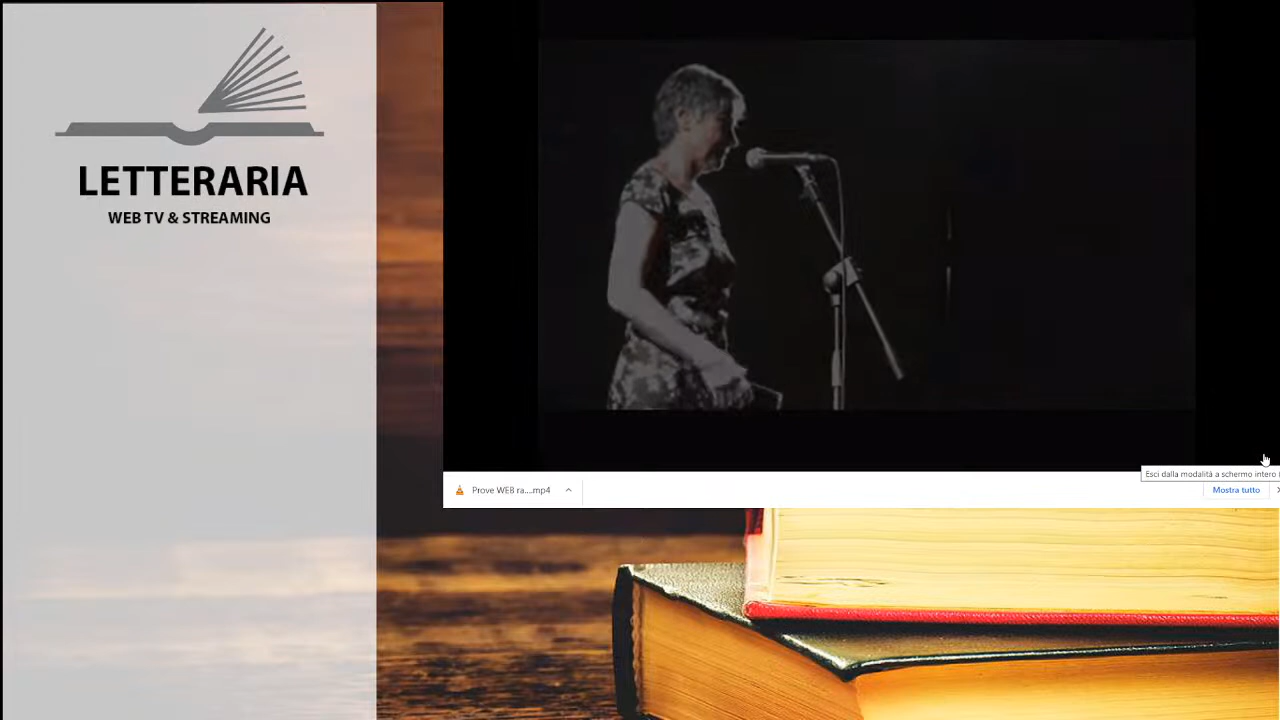 LETTERARIA
WEB TV & STREAMING
Esci dalla modalità a schermo intero
Prove WEB ra....mp4
Mostra tutto